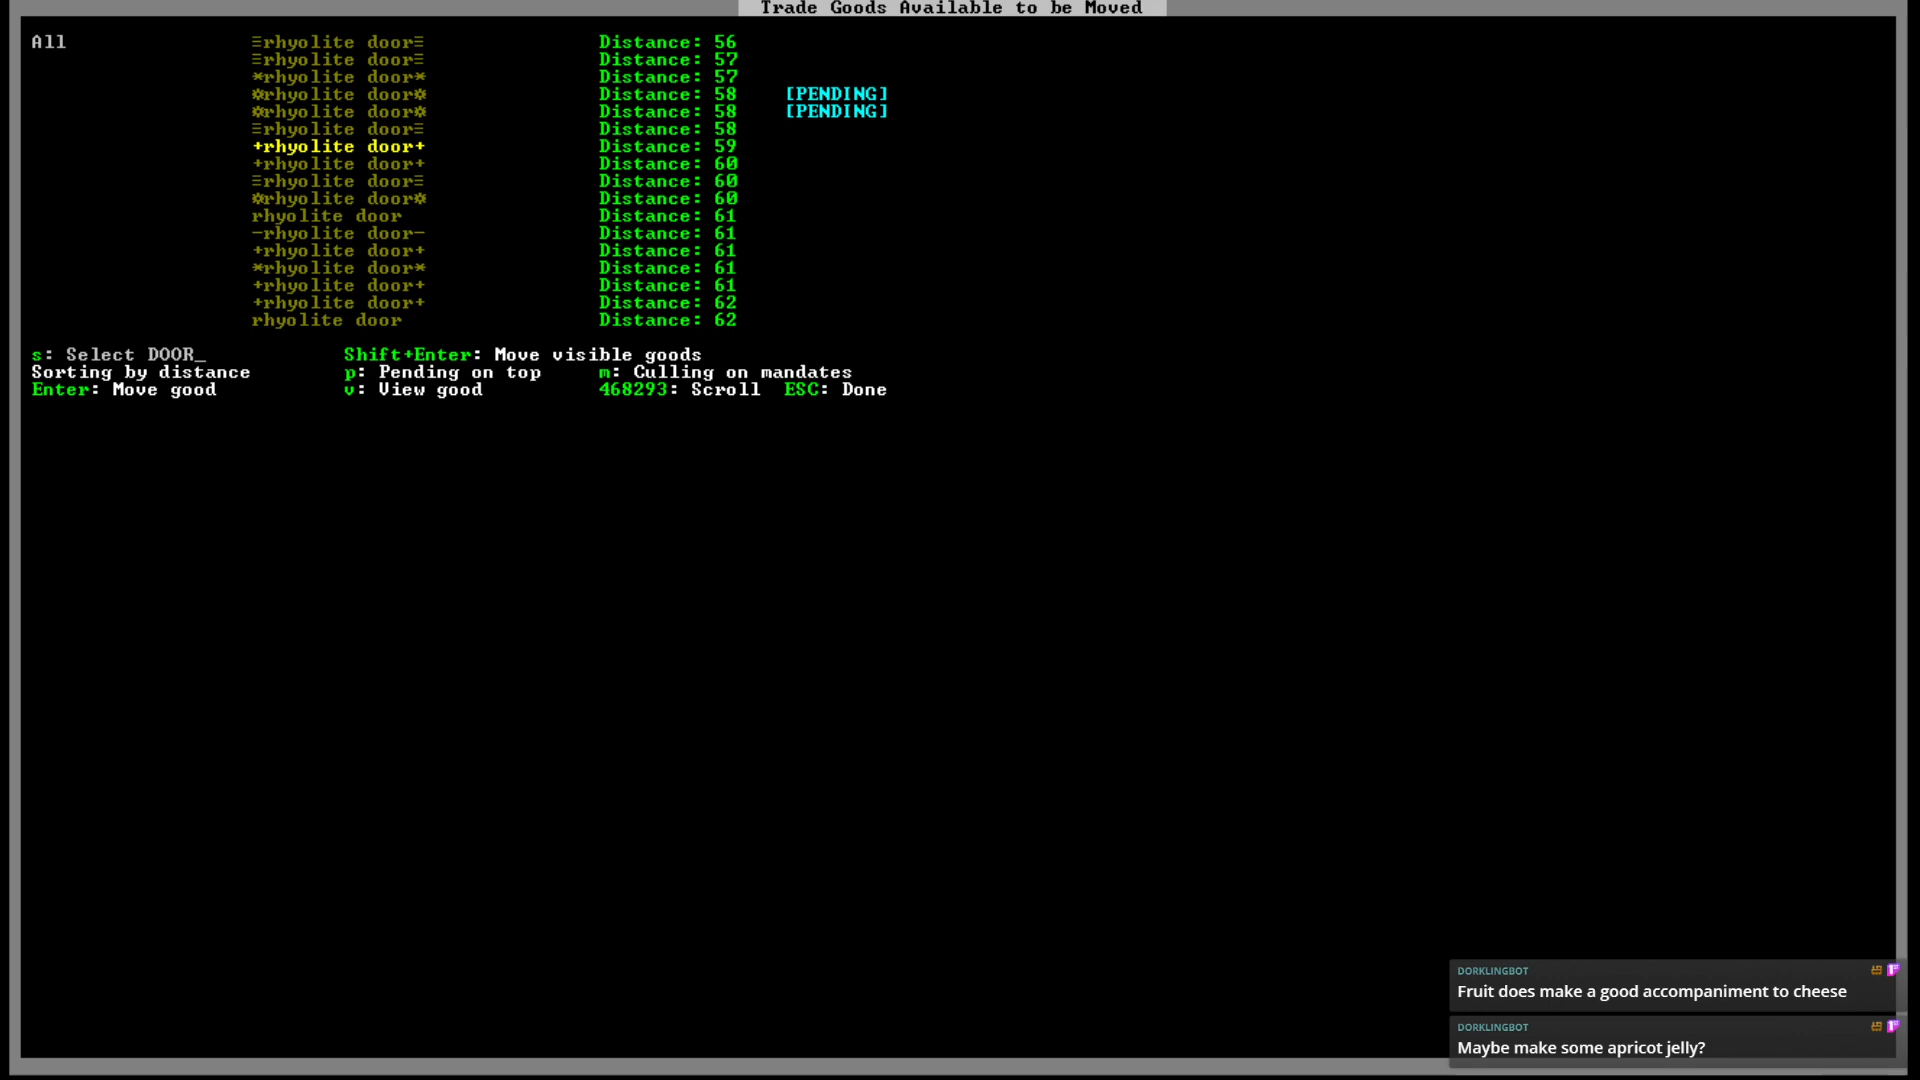 Trade Goods Available to be Moved
All ≡rhyolite door≡ Distance: 56
≡rhyolite door≡ Distance: 57
*rhyolite door* Distance: 57
☼rhyolite door☼ Distance: 58 [PENDING]
☼rhyolite door☼ Distance: 58 [PENDING]
≡rhyolite door≡ Distance: 58
+rhyolite door+ Distance: 59
+rhyolite door+ Distance: 60
≡rhyolite door≡ Distance: 60
☼rhyolite door☼ Distance: 60
rhyolite door Distance: 61
-rhyolite door- Distance: 61
+rhyolite door+ Distance: 61
*rhyolite door* Distance: 61
+rhyolite door+ Distance: 61
+rhyolite door+ Distance: 62
rhyolite door Distance: 62
s: Select DOOR_ Shift+Enter: Move visible goods
Sorting by distance p: Pending on top m: Culling on mandates
Enter: Move good v: View good 468293: Scroll ESC: Done
DORKLINGBOT
Fruit does make a good accompaniment to cheese
DORKLINGBOT
Maybe make some apricot jelly?